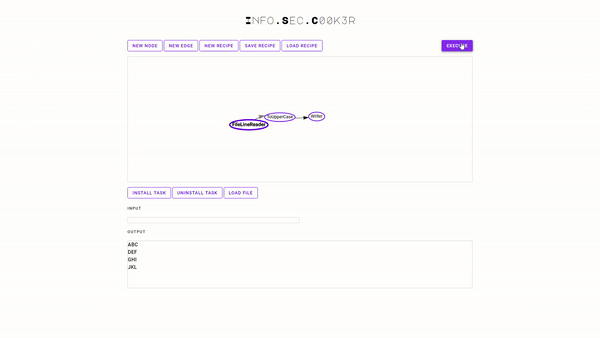 INFO.SEC.C00K3R
NEW NODE NEW EDGE NEW RECIPE SAVE RECIPE LOAD RECIPE EXECUTE
ToUpperCase Writer
FileLineReader
INSTALL TASK UNINSTALL TASK LOAD FILE
INPUT
OUTPUT
ABC
DEF
GHI
JKL